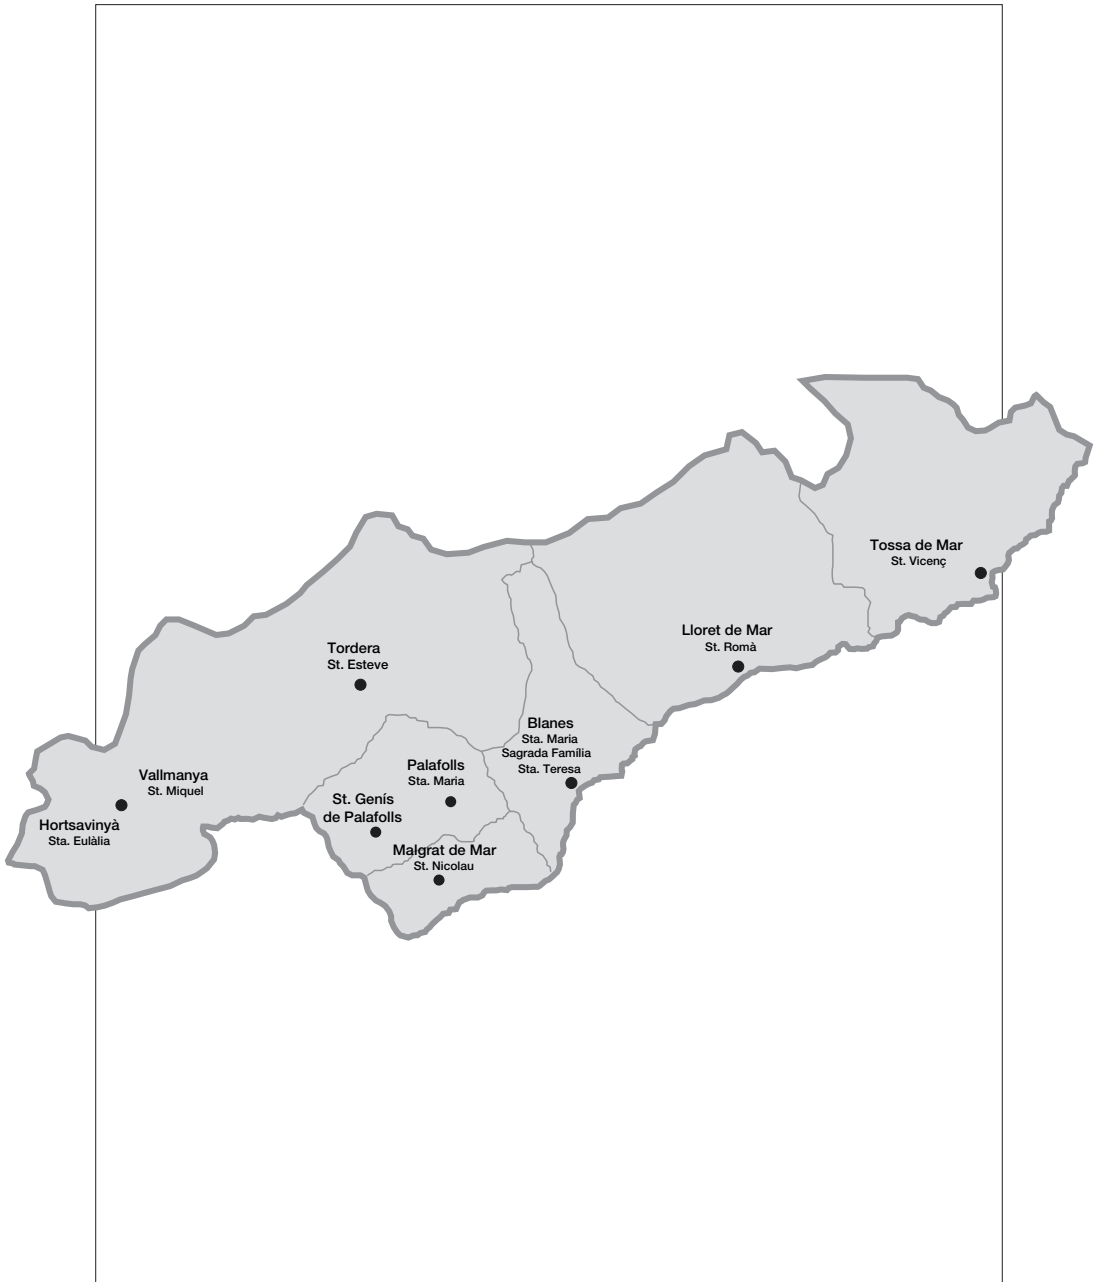 Tossa de Mar
St. Vicenç
Lloret de Mar
St. Romà
Tordera
St. Esteve
Blanes
Sta. Maria
Sagrada Família
Sta. Teresa
Palafolls
Sta. Maria
Vallmanya
St. Miquel
St. Genís
de Palafolls
Hortsavinyà
Sta. Eulàlia
Malgrat de Mar
St. Nicolau